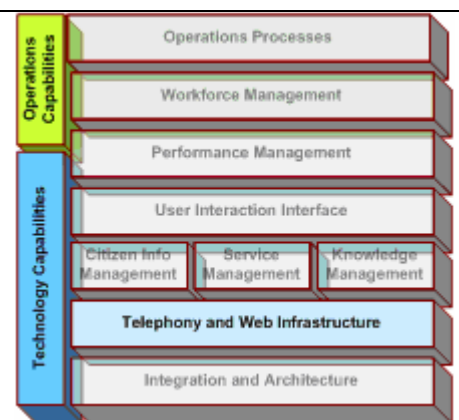 Operations
Capabilities
Operations Processes
Workforce Management
Performance Management
Technology Capabilities
User Interaction Interface
Citizen Info
Management
Service
Management
Knowledge
Management
Telephony and Web Infrastructure
Integration and Architecture